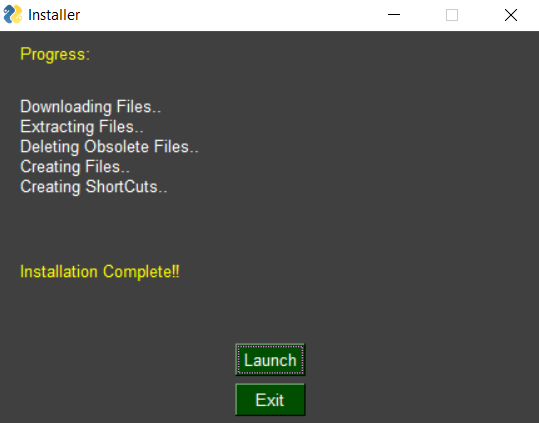 Installer
Progress:
Downloading Files..
Extracting Files..
Deleting Obsolete Files..
Creating Files..
Creating ShortCuts..
Installation Complete!!
Launch
Exit